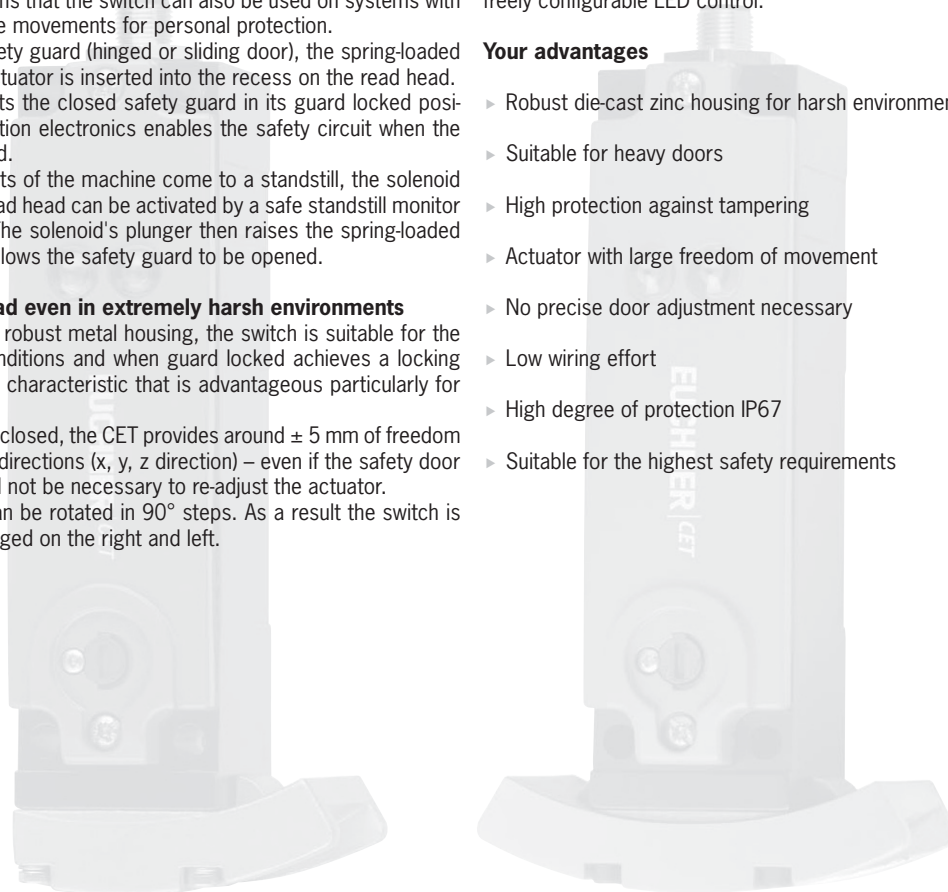 ns that the switch can also be used on systems with
e movements for personal protection.
ety guard (hinged or sliding door), the spring-loaded
tuator is inserted into the recess on the read head.
ts the closed safety guard in its guard locked posi-
tion electronics enables the safety circuit when the
d.
ts of the machine come to a standstill, the solenoid
ad head can be activated by a safe standstill monitor
he solenoid's plunger then raises the spring-loaded
lows the safety guard to be opened.
ad even in extremely harsh environments
robust metal housing, the switch is suitable for the
nditions and when guard locked achieves a locking
characteristic that is advantageous particularly for
closed, the CET provides around ± 5 mm of freedom
directions (x, y, z direction) – even if the safety door
l not be necessary to re-adjust the actuator.
an be rotated in 90° steps. As a result the switch is
ged on the right and left.
freely configurable LED control.
Your advantages
▸ Robust die-cast zinc housing for harsh environmen
▸ Suitable for heavy doors
▸ High protection against tampering
▸ Actuator with large freedom of movement
▸ No precise door adjustment necessary
▸ Low wiring effort
▸ High degree of protection IP67
▸ Suitable for the highest safety requirements
EUCHNER | CET